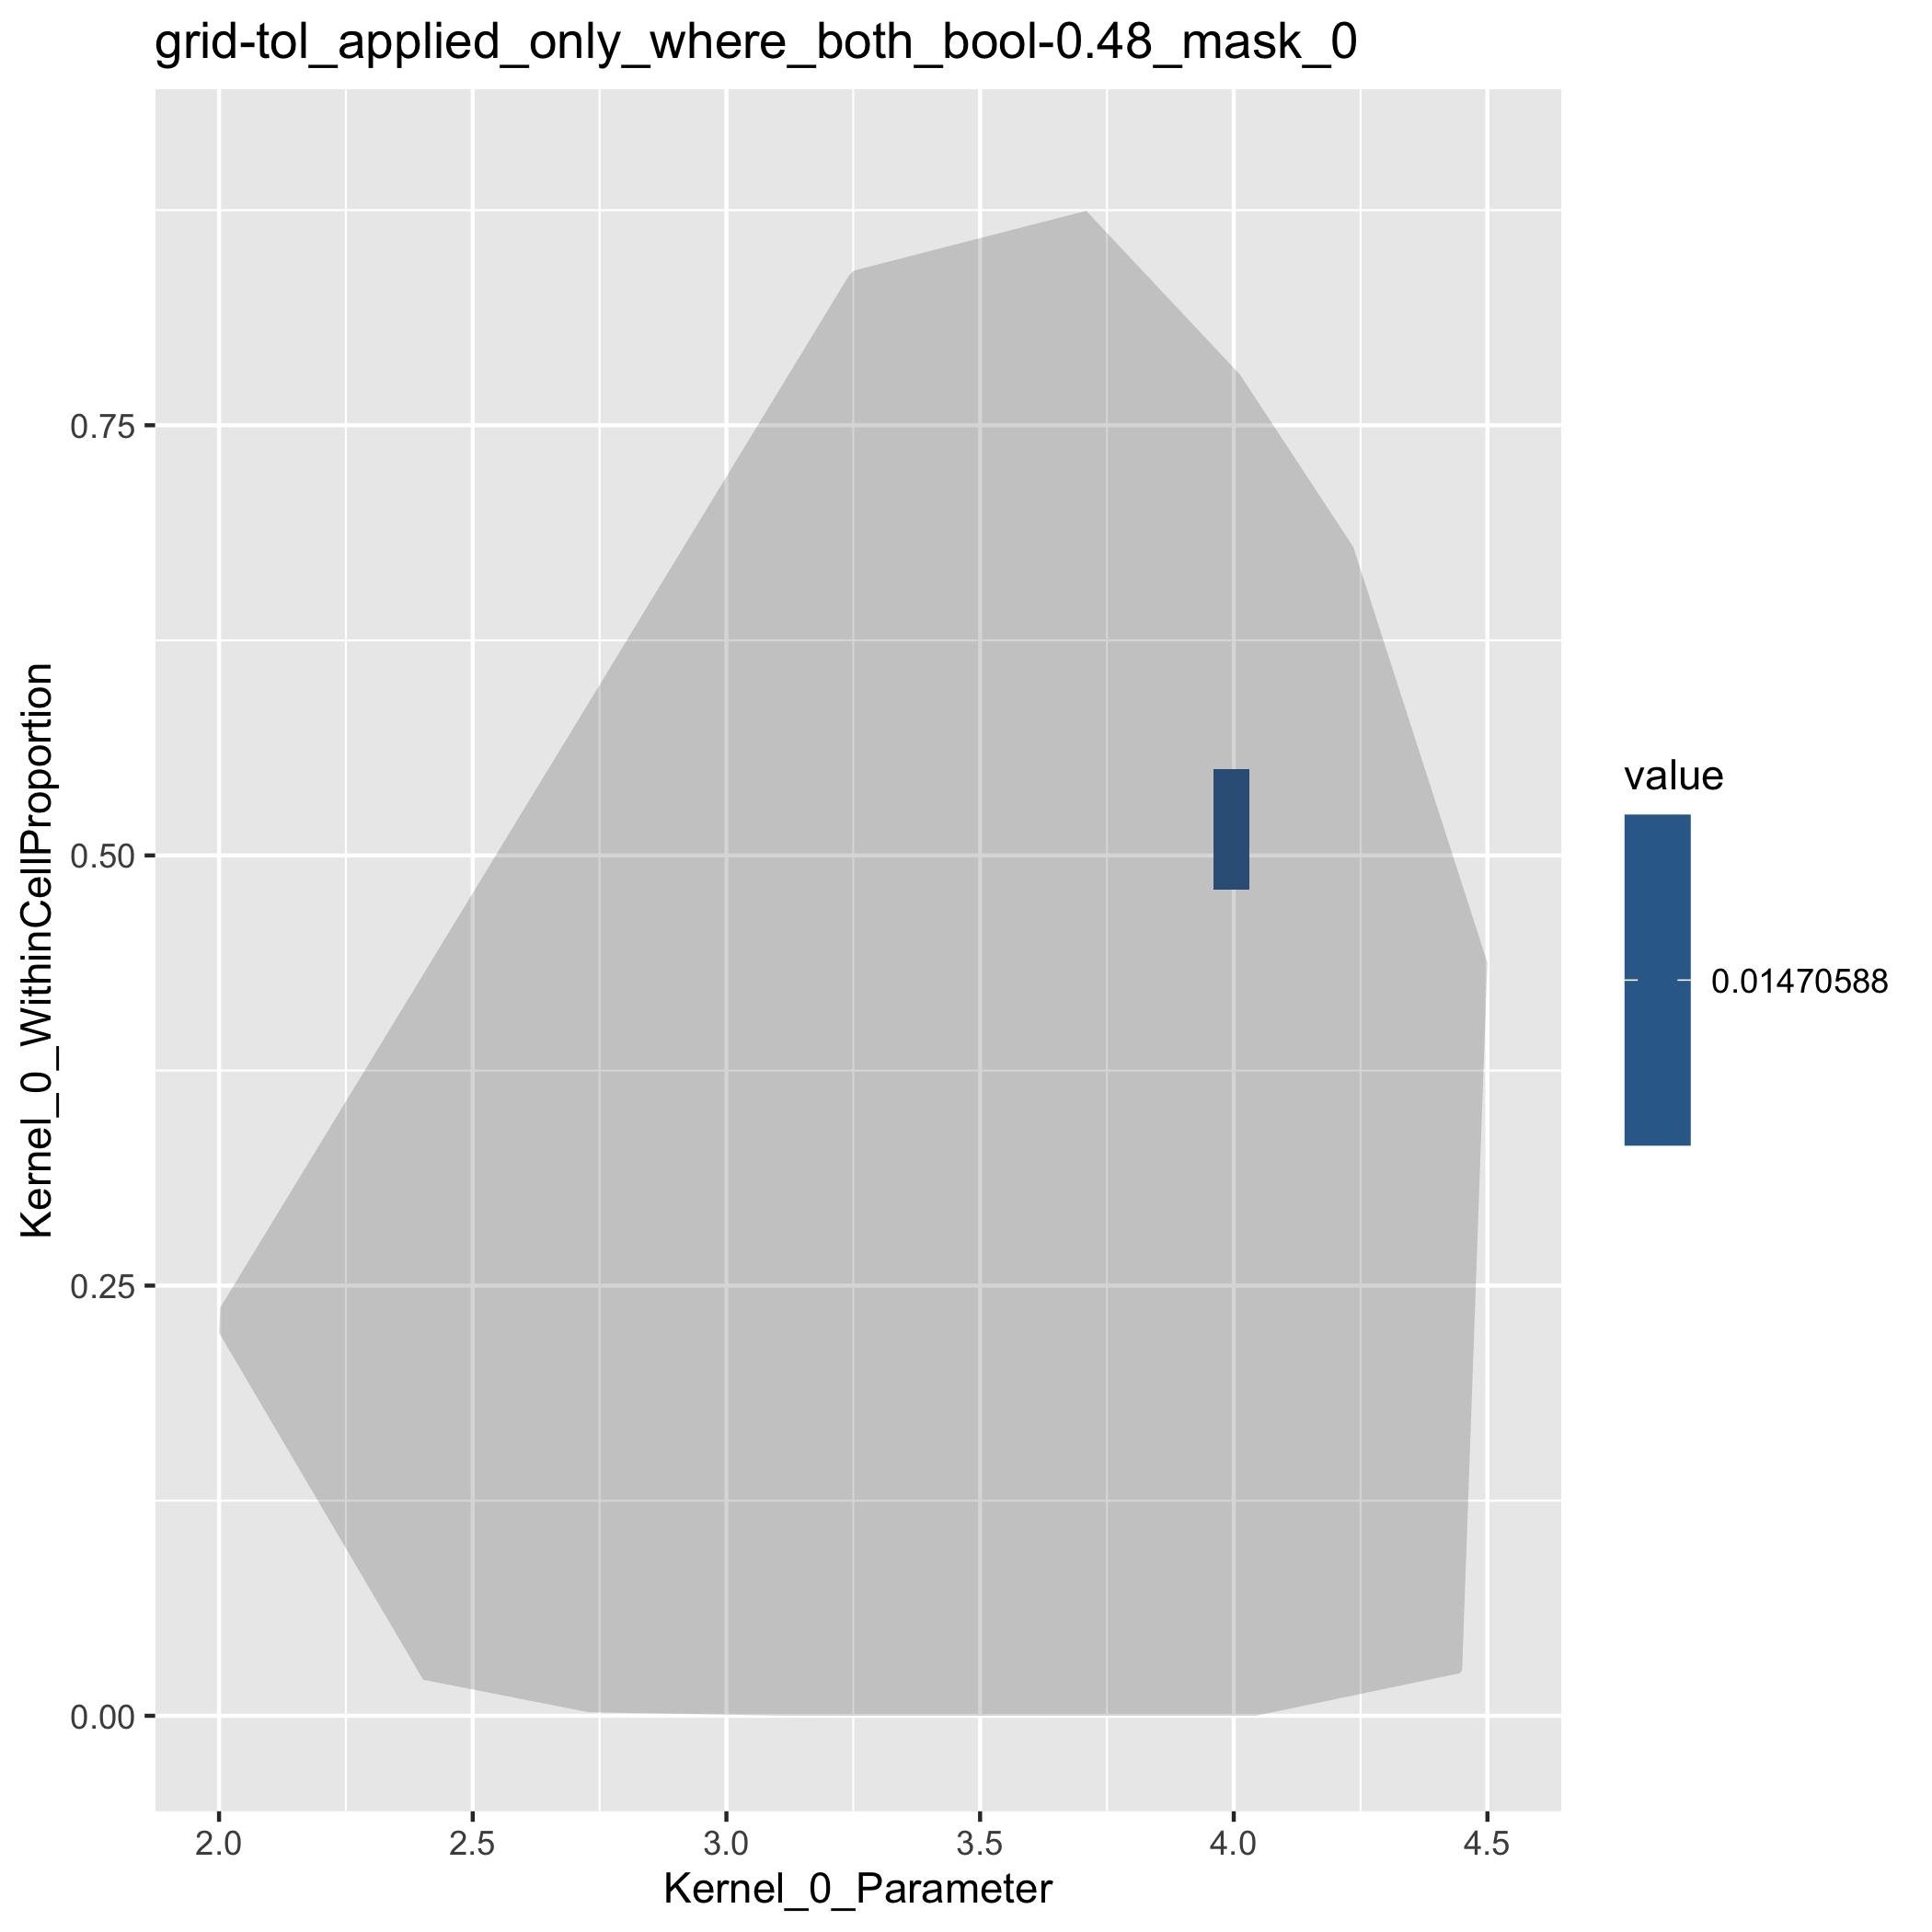 grid-tol_applied_only_where_both_bool-0.48_mask_0
Kernel_0_WithinCellProportion
0.75
0.50
0.25
0.00
2.0
2.5
3.0
3.5
4.0
4.5
Kernel_0_Parameter
value
0.01470588